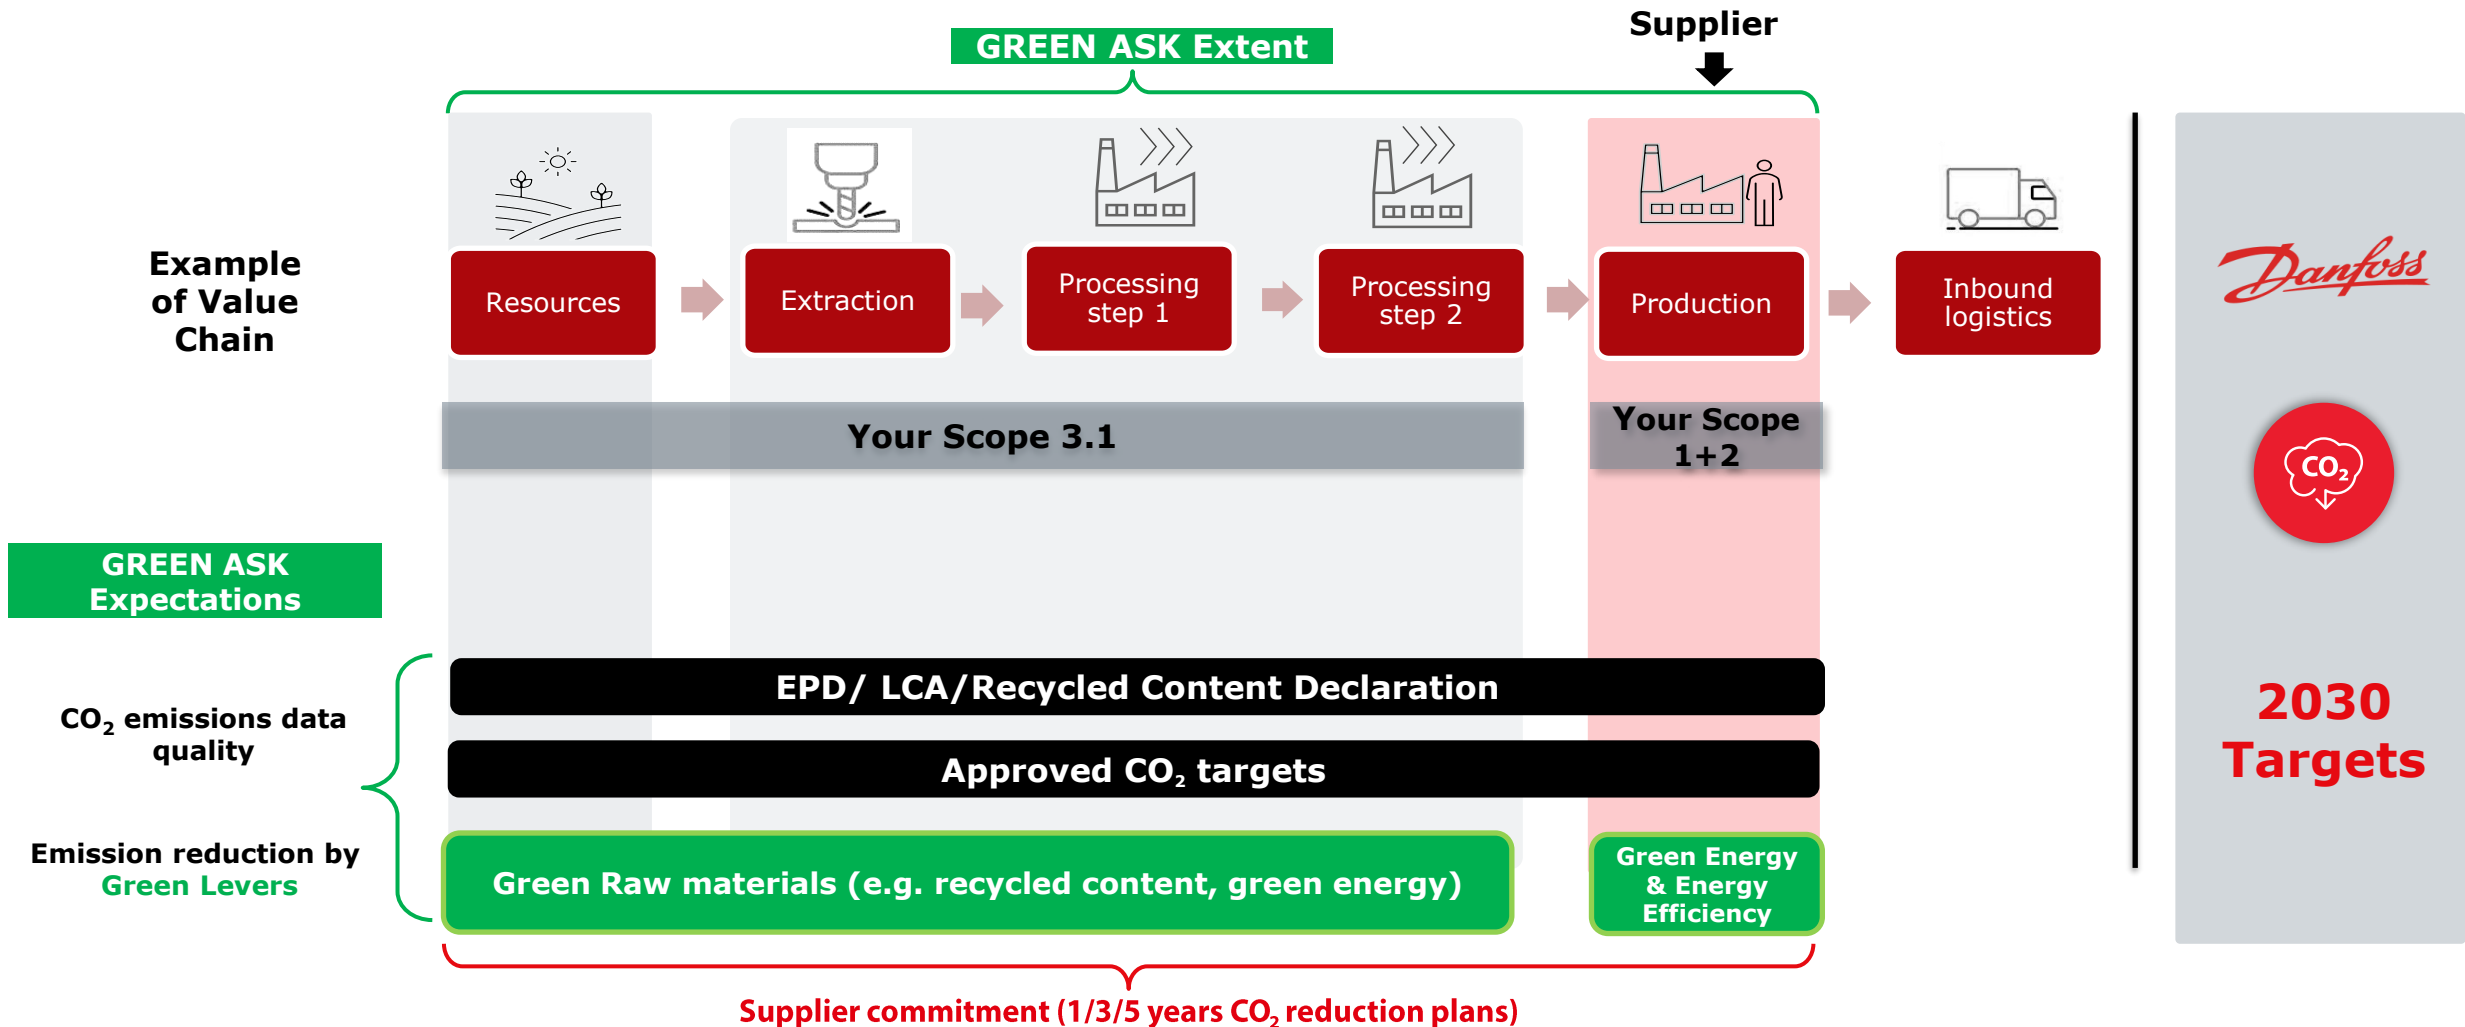 Supplier
GREEN ASK Extent
Example
of Value
Chain
Resources
Extraction
Processing
step 1
Processing
step 2
Production
Inbound
logistics
Danfoss
Your Scope 3.1
Your Scope
1+2
CO₂
GREEN ASK
Expectations
CO₂ emissions data
quality
EPD/ LCA/Recycled Content Declaration
Approved CO₂ targets
2030
Targets
Emission reduction by
Green Levers
Green Raw materials (e.g. recycled content, green energy)
Green Energy
& Energy
Efficiency
Supplier commitment (1/3/5 years CO₂ reduction plans)